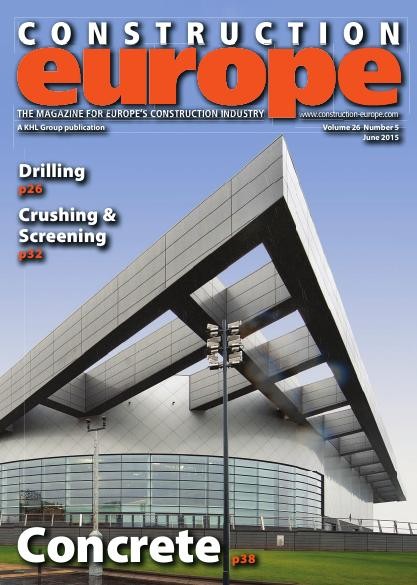 CONSTRUCTION
europe
THE MAGAZINE FOR EUROPE'S CONSTRUCTION INDUSTRY www.construction-europe.com
A KHL Group publication
Volume 26 Number 5
June 2015
Drilling
p26
Crushing &
Screening
p32
Concrete p38